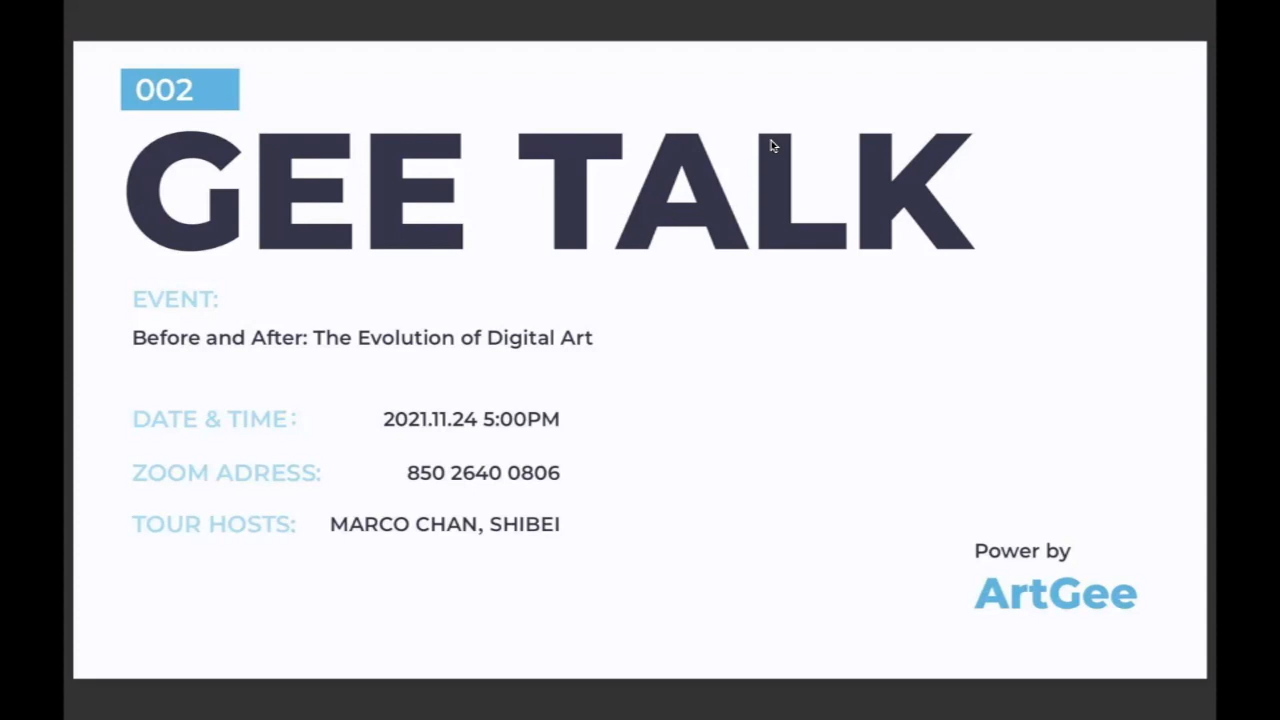 002
GEE TALK
EVENT:
Before and After: The Evolution of Digital Art
DATE & TIME: 2021.11.24 5:00PM
ZOOM ADRESS: 850 2640 0806
TOUR HOSTS: MARCO CHAN, SHIBEI
Power by
ArtGee